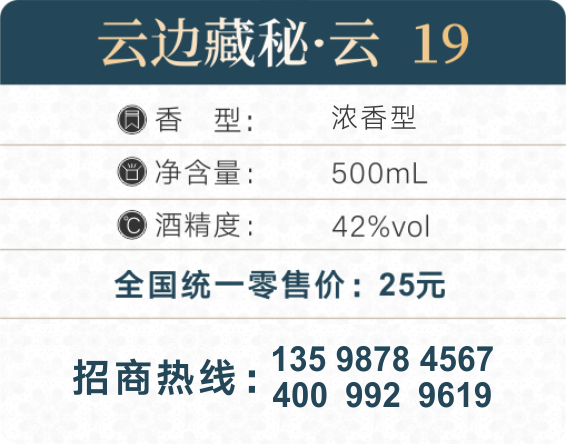 云边藏秘·云 19
香 型： 浓香型
净含量： 500mL
℃ 酒精度： 42%vol
全国统一零售价：25元
招商热线：
135 9878 4567
400 992 9619